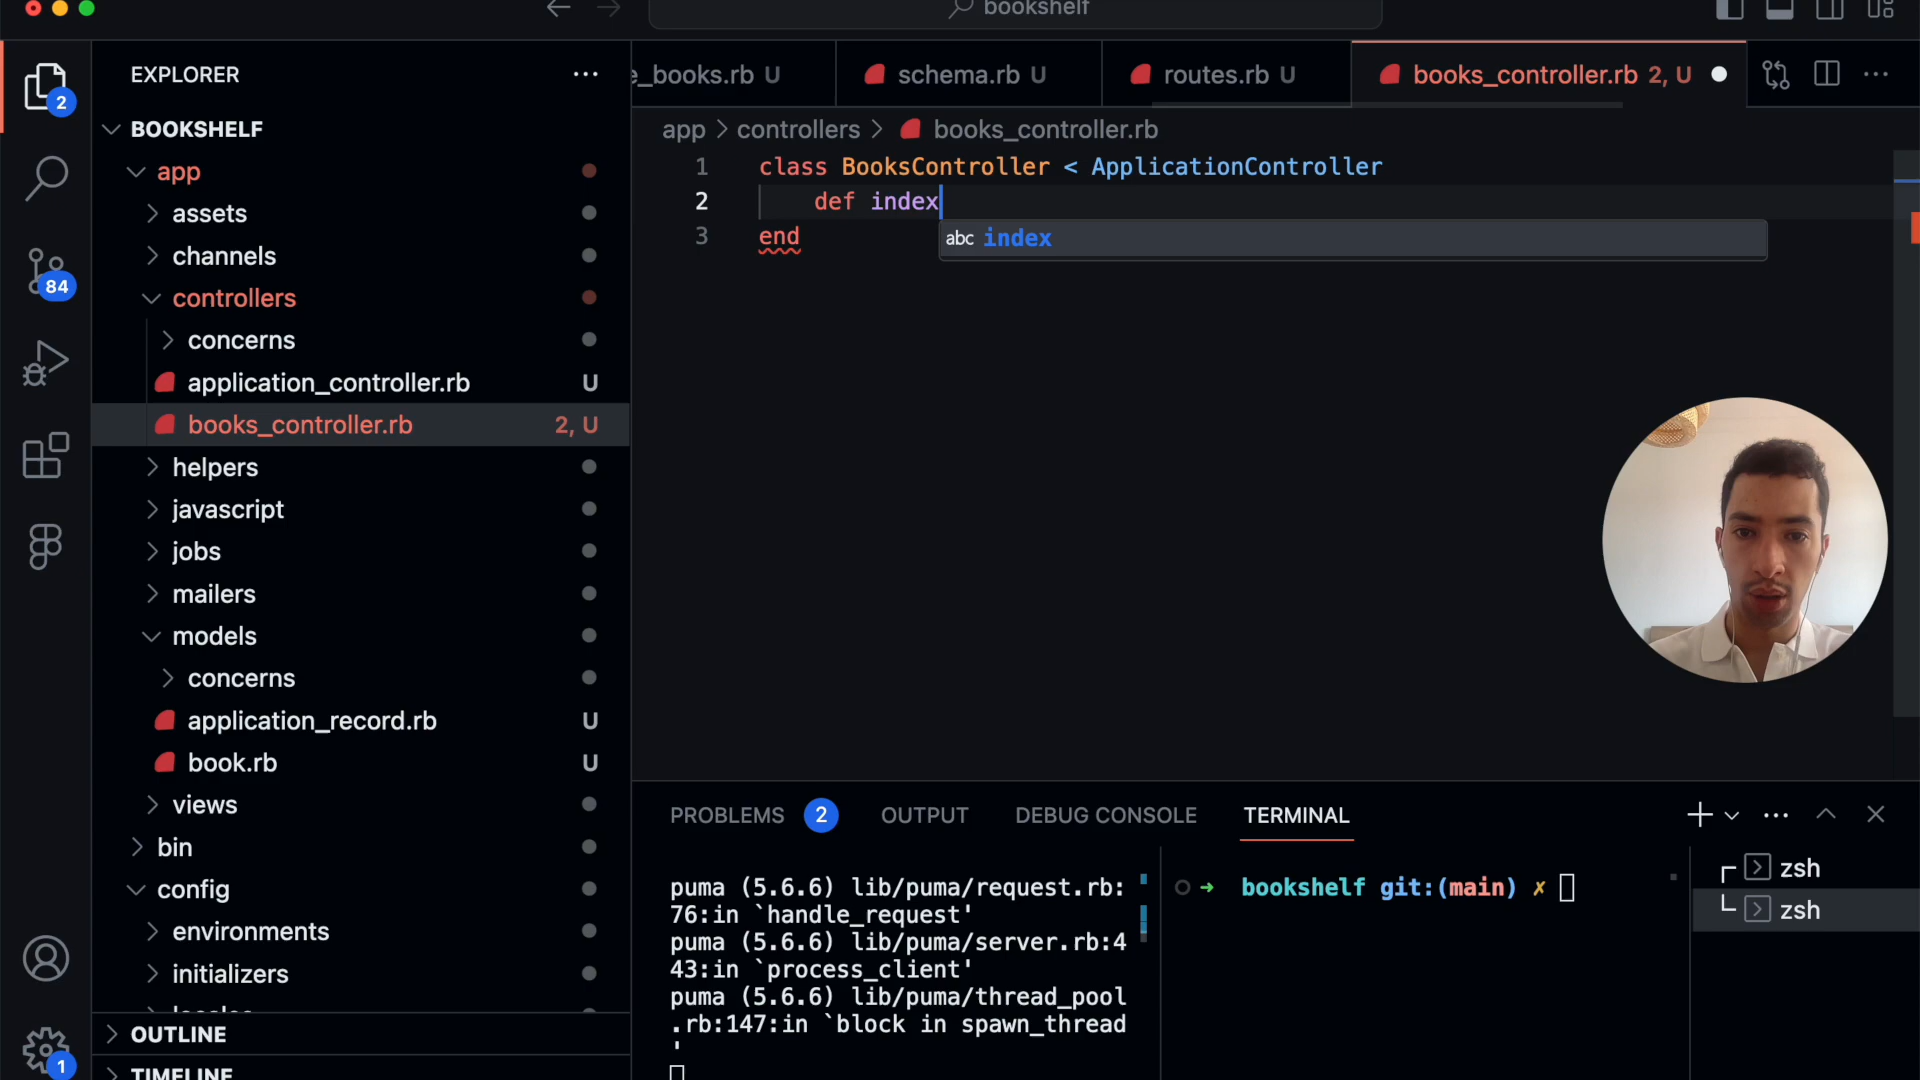 bookshelf
EXPLORER
BOOKSHELF
app
assets
channels
controllers
concerns
application_controller.rb U
books_controller.rb 2, U
helpers
javascript
jobs
mailers
models
concerns
application_record.rb U
book.rb U
views
bin
config
environments
initializers
OUTLINE
TIMELINE
2
84
1
e_books.rb U
schema.rb U
routes.rb U
books_controller.rb 2, U
app > controllers > books_controller.rb
1 class BooksController < ApplicationController
2 def index
3 end
abc index
PROBLEMS 2 OUTPUT DEBUG CONSOLE TERMINAL
puma (5.6.6) lib/puma/request.rb:
76:in `handle_request'
puma (5.6.6) lib/puma/server.rb:4
43:in `process_client'
puma (5.6.6) lib/puma/thread_pool
.rb:147:in `block in spawn_thread
'
➜ bookshelf git:(main) ✗
zsh
zsh